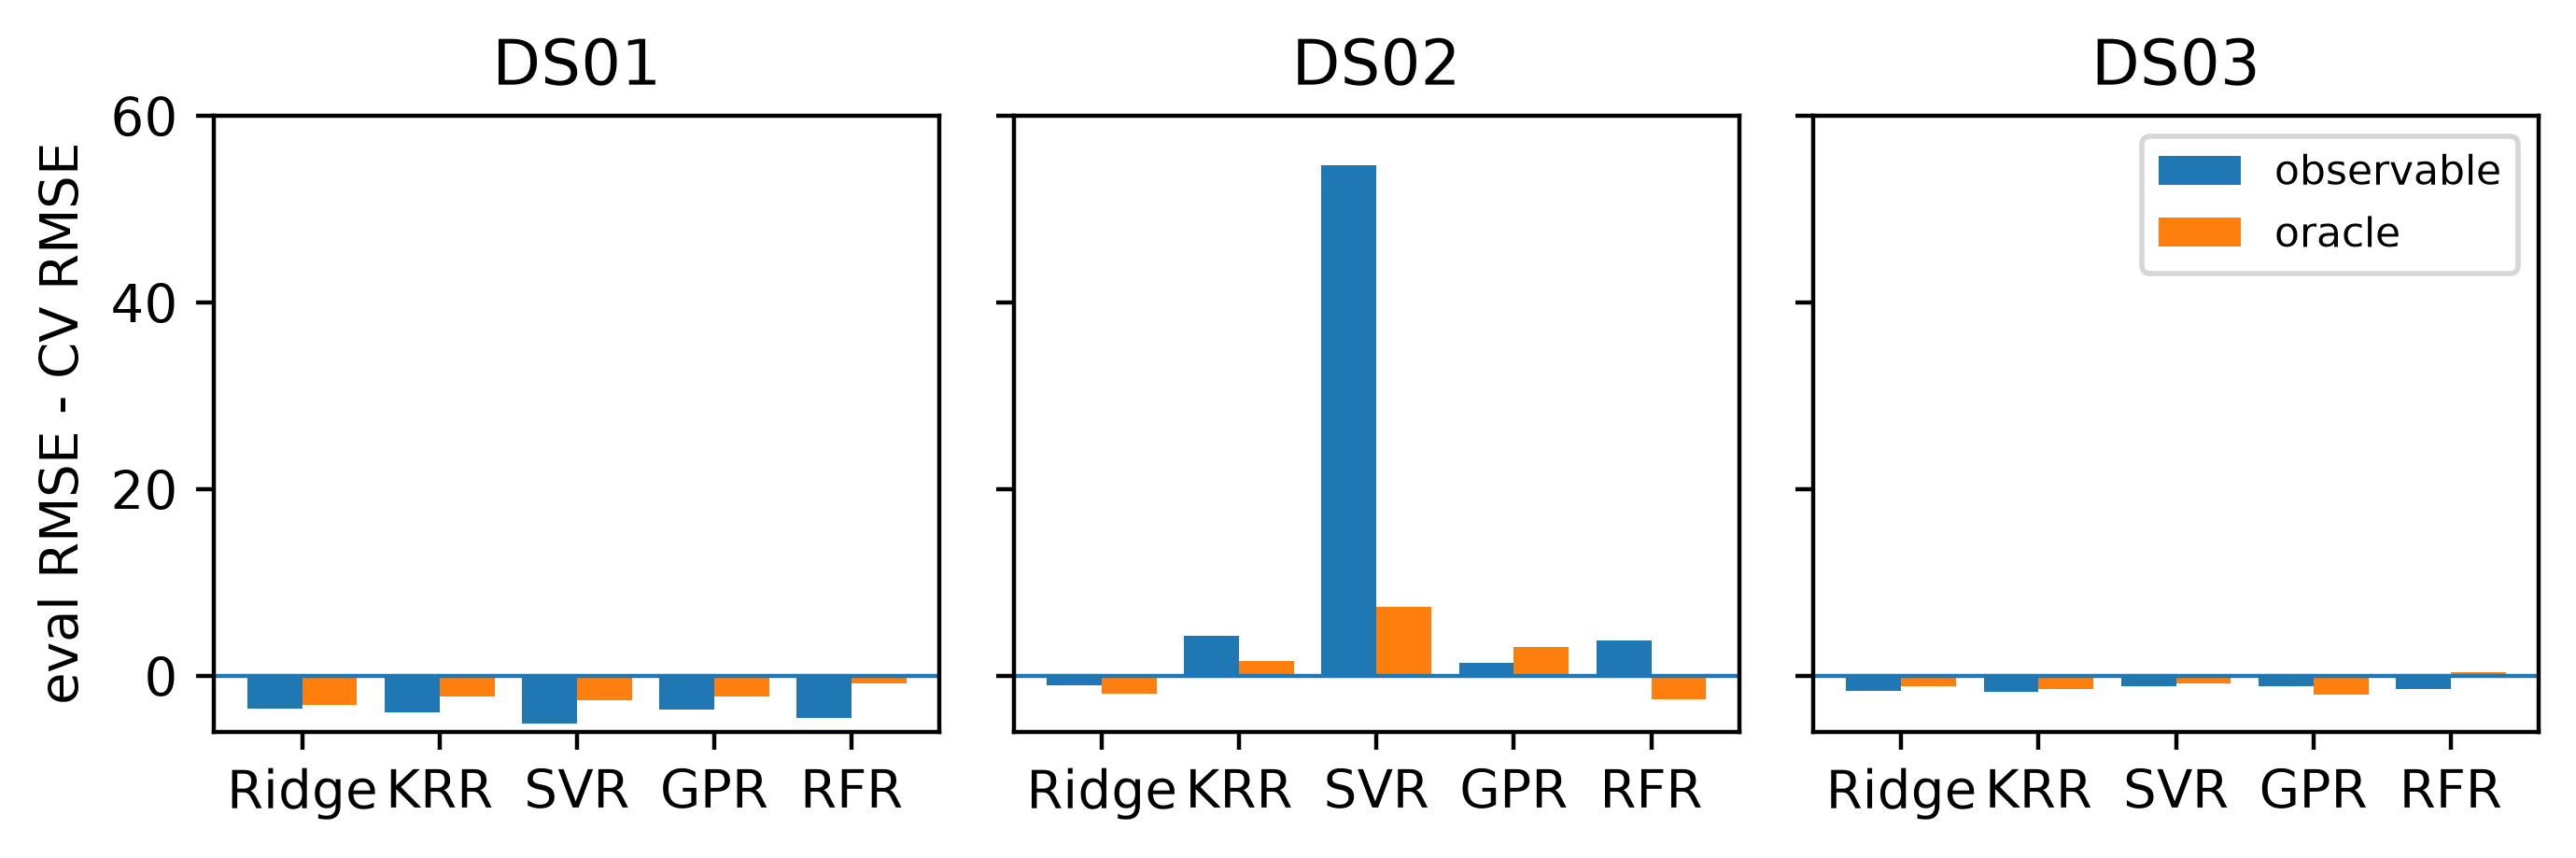 DS01
DS02
DS03
eval RMSE - CV RMSE
60
40
20
0
observable
oracle
Ridge KRR SVR GPR RFR
Ridge KRR SVR GPR RFR
Ridge KRR SVR GPR RFR